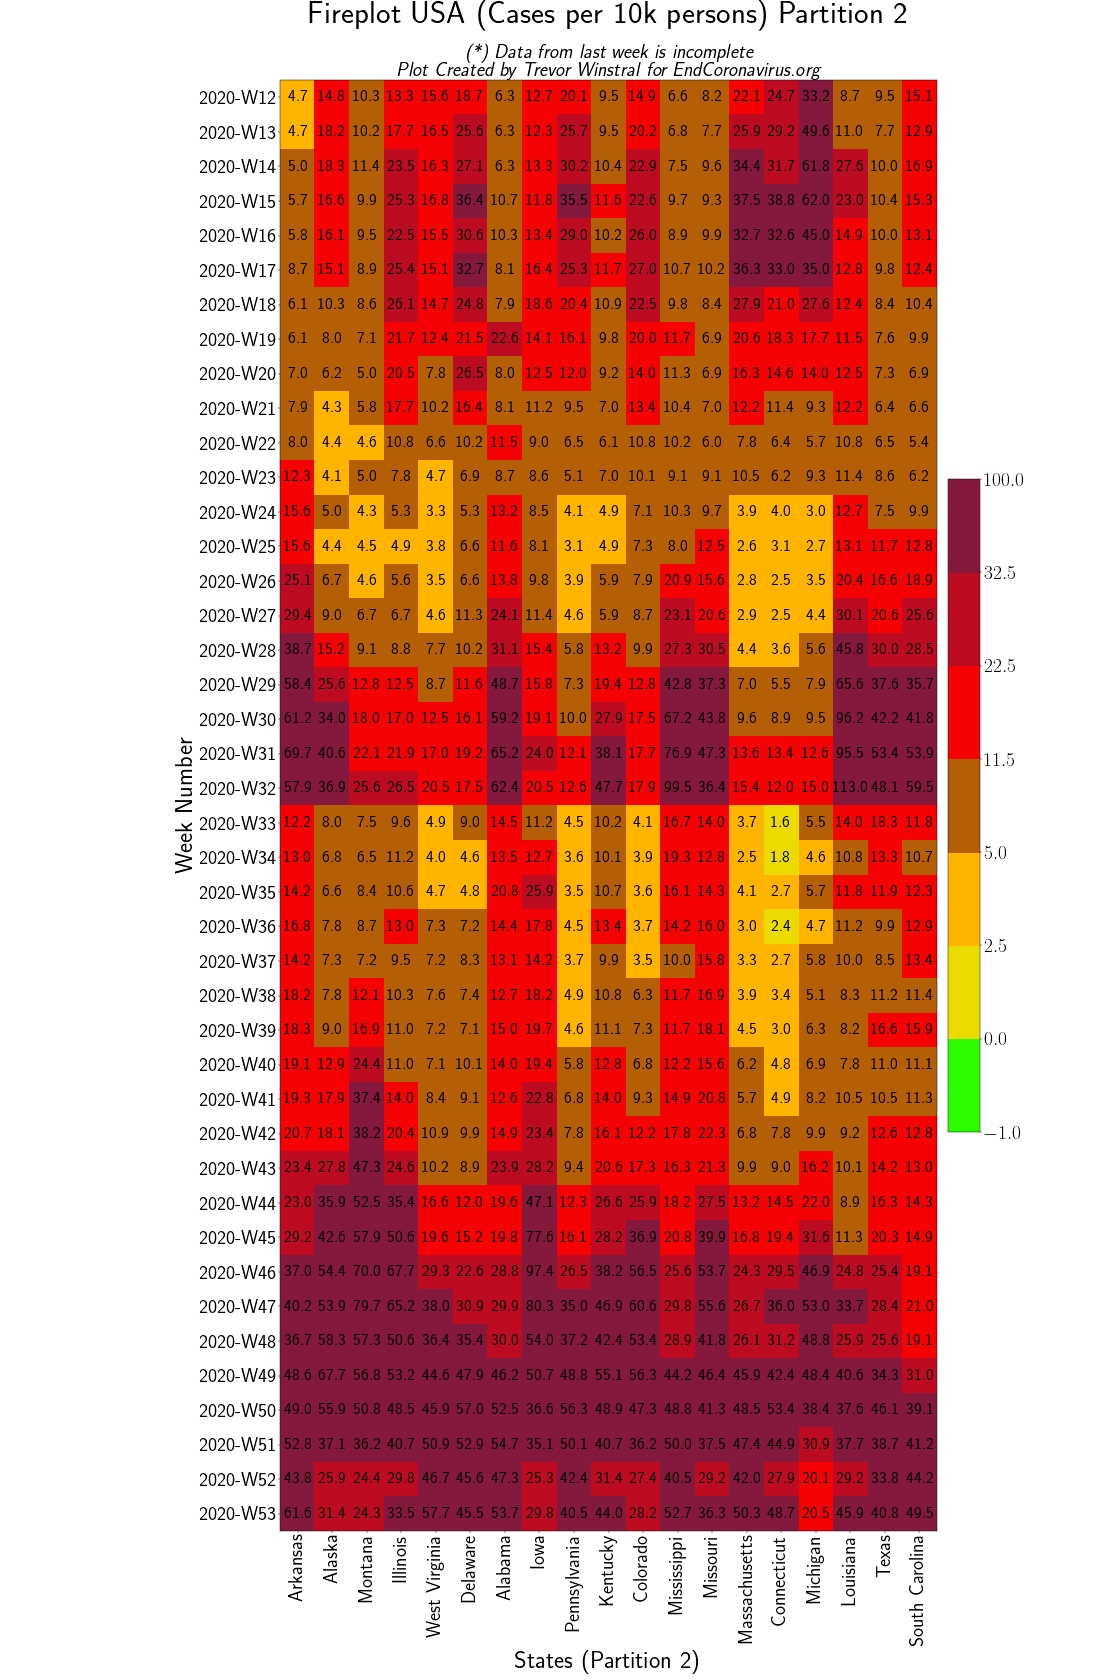 Fireplot USA (Cases per 10k persons) Partition 2
(*) Data from last week is incomplete
Plot Created by Trevor Winstral for EndCoronavirus.org
2020-W12 4.7 14.8 10.3 13.3 15.6 18.7 6.3 12.7 20.1 9.5 14.9 6.6 8.2 22.1 24.7 33.2 8.7 9.5 15.1
2020-W13 4.7 18.2 10.2 17.7 16.5 25.6 6.3 12.3 25.7 9.5 20.2 6.8 7.7 25.9 29.2 49.6 11.0 7.7 12.9
2020-W14 5.0 18.3 11.4 23.5 16.3 27.1 6.3 13.3 30.2 10.4 22.9 7.5 9.6 34.4 31.7 61.8 27.6 10.0 16.9
2020-W15 5.7 16.6 9.9 25.3 16.8 36.4 10.7 11.8 35.5 11.6 22.6 9.7 9.3 37.5 38.8 62.0 23.0 10.4 15.3
2020-W16 5.8 16.1 9.5 22.5 15.5 30.6 10.3 13.4 29.0 10.2 26.0 8.9 9.9 32.7 32.6 45.0 14.9 10.0 13.1
2020-W17 8.7 15.1 8.9 25.4 15.1 32.7 8.1 16.4 25.3 11.7 27.0 10.7 10.2 36.3 33.0 35.0 12.8 9.8 12.4
2020-W18 6.1 10.3 8.6 26.1 14.7 24.8 7.9 18.6 20.4 10.9 22.5 9.8 8.4 27.9 21.0 27.6 12.4 8.4 10.4
2020-W19 6.1 8.0 7.1 21.7 12.4 21.5 22.6 14.1 16.1 9.8 20.0 11.7 6.9 20.6 18.3 17.7 11.5 7.6 9.9
2020-W20 7.0 6.2 5.0 20.5 7.8 26.5 8.0 12.5 12.0 9.2 14.0 11.3 6.9 16.3 14.6 14.0 12.5 7.3 6.9
2020-W21 7.9 4.3 5.8 17.7 10.2 16.4 8.1 11.2 9.5 7.0 13.4 10.4 7.0 12.2 11.4 9.3 12.2 6.4 6.6
2020-W22 8.0 4.4 4.6 10.8 6.6 10.2 11.5 9.0 6.5 6.1 10.8 10.2 6.0 7.8 6.4 5.7 10.8 6.5 5.4
2020-W23 12.3 4.1 5.0 7.8 4.7 6.9 8.7 8.6 5.1 7.0 10.1 9.1 9.1 10.5 6.2 9.3 11.4 8.6 6.2
2020-W24 15.6 5.0 4.3 5.3 3.3 5.3 13.2 8.5 4.1 4.9 7.1 10.3 9.7 3.9 4.0 3.0 12.7 7.5 9.9
2020-W25 15.6 4.4 4.5 4.9 3.8 6.6 11.6 8.1 3.1 4.9 7.3 8.0 12.5 2.6 3.1 2.7 13.1 11.7 12.8
2020-W26 25.1 6.7 4.6 5.6 3.5 6.6 13.8 9.8 3.9 5.9 7.9 20.9 15.6 2.8 2.5 3.5 20.4 16.6 18.9
2020-W27 29.4 9.0 6.7 6.7 4.6 11.3 24.1 11.4 4.6 5.9 8.7 23.1 20.6 2.9 2.5 4.4 30.1 20.6 25.6
2020-W28 38.7 15.2 9.1 8.8 7.7 10.2 31.1 15.4 5.8 13.2 9.9 27.3 30.5 4.4 3.6 5.6 45.8 30.0 28.5
2020-W29 58.4 25.6 12.8 12.5 8.7 11.6 48.7 15.8 7.3 19.4 12.8 42.8 37.3 7.0 5.5 7.9 65.6 37.6 35.7
2020-W30 61.2 34.0 18.0 17.0 12.5 16.1 59.2 19.1 10.0 27.9 17.5 67.2 43.8 9.6 8.9 9.5 96.2 42.2 41.8
2020-W31 69.7 40.6 22.1 21.9 17.0 19.2 65.2 24.0 12.1 38.1 17.7 76.9 47.3 13.6 13.4 12.6 95.5 53.4 53.9
2020-W32 57.9 36.9 25.6 26.5 20.5 17.5 62.4 20.5 12.6 47.7 17.9 99.5 36.4 15.4 12.0 15.0 113.0 48.1 59.5
2020-W33 12.2 8.0 7.5 9.6 4.9 9.0 14.5 11.2 4.5 10.2 4.1 16.7 14.0 3.7 1.6 5.5 14.0 18.3 11.8
2020-W34 13.0 6.8 6.5 11.2 4.0 4.6 13.5 12.7 3.6 10.1 3.9 19.3 12.8 2.5 1.8 4.6 10.8 13.3 10.7
2020-W35 14.2 6.6 8.4 10.6 4.7 4.8 20.8 25.9 3.5 10.7 3.6 16.1 14.3 4.1 2.7 5.7 11.8 11.9 12.3
2020-W36 16.8 7.8 8.7 13.0 7.3 7.2 14.4 17.8 4.5 13.4 3.7 14.2 16.0 3.0 2.4 4.7 11.2 9.9 12.9
2020-W37 14.2 7.3 7.2 9.5 7.2 8.3 13.1 14.2 3.7 9.9 3.5 10.0 15.8 3.3 2.7 5.8 10.0 8.5 13.4
2020-W38 18.2 7.8 12.1 10.3 7.6 7.4 12.7 18.2 4.9 10.8 6.3 11.7 16.9 3.9 3.4 5.1 8.3 11.2 11.4
2020-W39 18.3 9.0 16.9 11.0 7.2 7.1 15.0 19.7 4.6 11.1 7.3 11.7 18.1 4.5 3.0 6.3 8.2 16.6 15.9
2020-W40 19.1 12.9 24.4 11.0 7.1 10.1 14.0 19.4 5.8 12.8 6.8 12.2 15.6 6.2 4.8 6.9 7.8 11.0 11.1
2020-W41 19.3 17.9 37.4 14.0 8.4 9.1 12.6 22.8 6.8 14.0 9.3 14.9 20.8 5.7 4.9 8.2 10.5 10.5 11.3
2020-W42 20.7 18.1 38.2 20.4 10.9 9.9 14.9 23.4 7.8 16.1 12.2 17.8 22.3 6.8 7.8 9.9 9.2 12.6 12.8
2020-W43 23.4 27.8 47.3 24.6 10.2 8.9 23.9 28.2 9.4 20.6 17.3 16.3 21.3 9.9 9.0 16.2 10.1 14.2 13.0
2020-W44 23.0 35.9 52.5 35.4 16.6 12.0 19.6 47.1 12.3 26.6 25.9 18.2 27.5 13.2 14.5 22.0 8.9 16.3 14.3
2020-W45 29.2 42.6 57.9 50.6 19.6 15.2 19.8 77.6 16.1 28.2 36.9 20.8 39.9 16.8 19.4 31.6 11.3 20.3 14.9
2020-W46 37.0 54.4 70.0 67.7 29.3 22.6 28.8 97.4 26.5 38.2 56.5 25.6 53.7 24.3 29.5 46.9 24.8 25.4 19.1
2020-W47 40.2 53.9 79.7 65.2 38.0 30.9 29.9 80.3 35.0 46.9 60.6 29.8 55.6 26.7 36.0 53.0 33.7 28.4 21.0
2020-W48 36.7 58.3 57.3 50.6 36.4 35.4 30.0 54.0 37.2 42.4 53.4 28.9 41.8 26.1 31.2 48.8 25.9 25.6 19.1
2020-W49 48.6 67.7 56.8 53.2 44.6 47.9 46.2 50.7 48.8 55.1 56.3 44.2 46.4 45.9 42.4 48.4 40.6 34.3 31.0
2020-W50 49.0 55.9 50.8 48.5 45.9 57.0 52.5 36.6 56.3 48.9 47.3 48.8 41.3 48.5 53.4 38.4 37.6 46.1 39.1
2020-W51 52.8 37.1 36.2 40.7 50.9 52.9 54.7 35.1 50.1 40.7 36.2 50.0 37.5 47.4 44.9 30.9 37.7 38.7 41.2
2020-W52 43.8 25.9 24.4 29.8 46.7 45.6 47.3 25.3 42.4 31.4 27.4 40.5 29.2 42.0 27.9 20.1 29.2 33.8 44.2
2020-W53 61.6 31.4 24.3 33.5 57.7 45.5 53.7 29.8 40.5 44.0 28.2 52.7 36.3 50.3 48.7 20.5 45.9 40.8 49.5
Week Number
Arkansas Alaska Montana Illinois West Virginia Delaware Alabama Iowa Pennsylvania Kentucky Colorado Mississippi Missouri Massachusetts Connecticut Michigan Louisiana Texas South Carolina
States (Partition 2)
100.0
32.5
22.5
11.5
5.0
2.5
0.0
−1.0